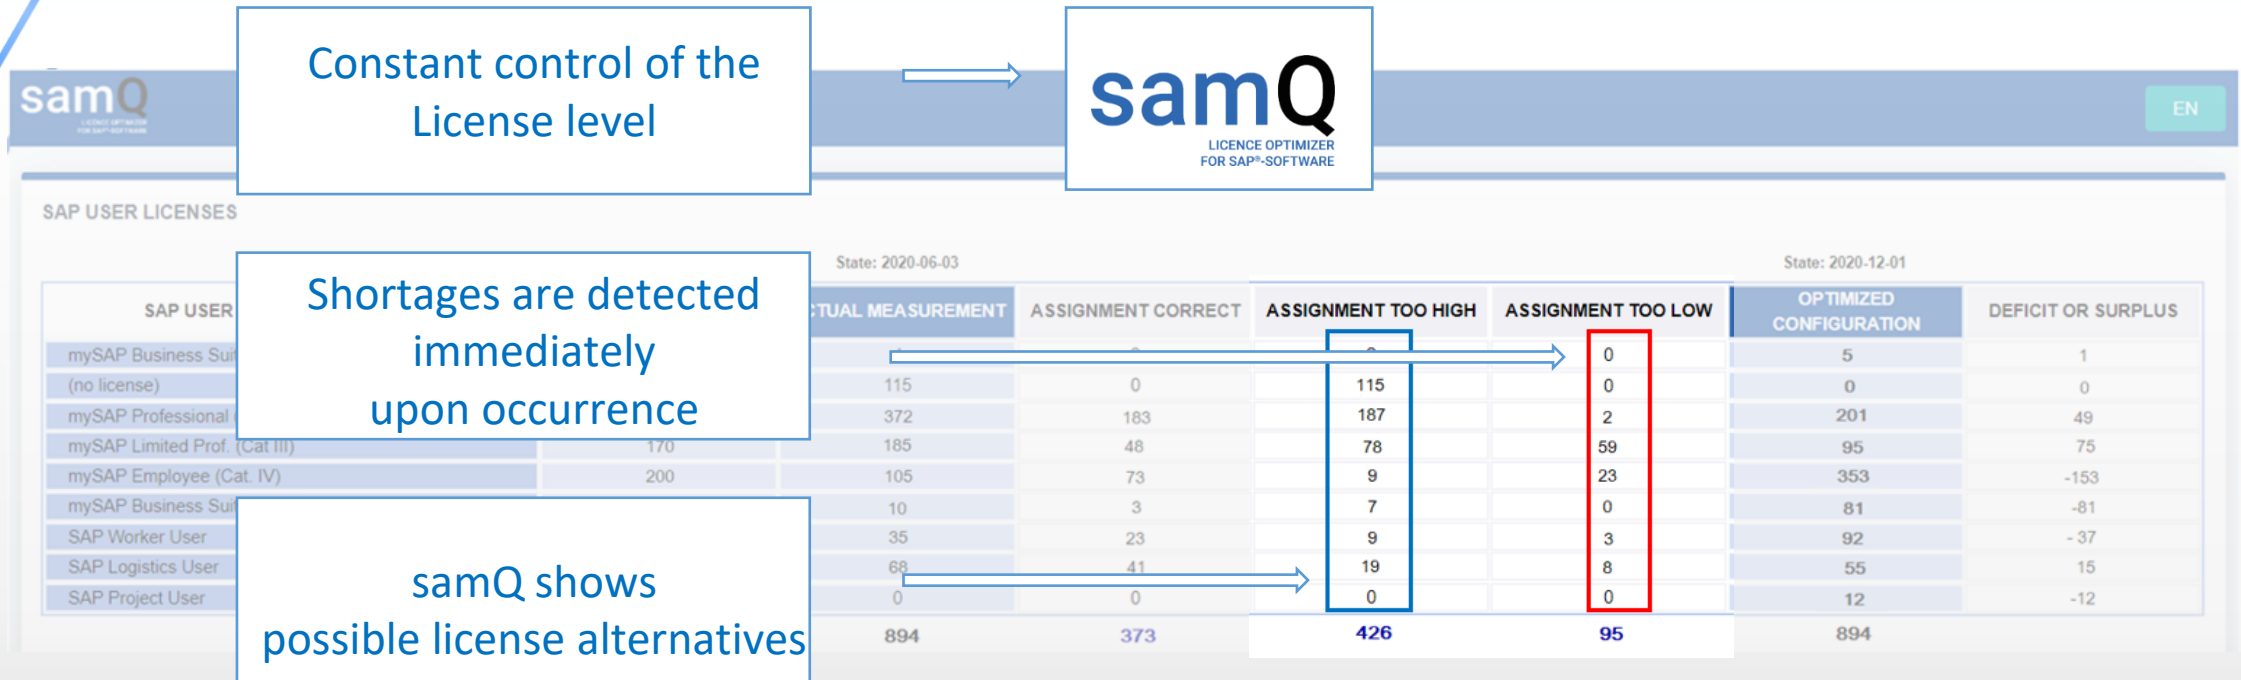 Constant control of the
License level
samQ
LICENCE OPTIMIZER
FOR SAP®-SOFTWARE
samQ
LICENCE OPTIMIZER
FOR SAP®-SOFTWARE
EN
SAP USER LICENSES
State: 2020-06-03
State: 2020-12-01
Shortages are detected
immediately
upon occurrence
SAP USER
MEASUREMENT
ASSIGNMENT CORRECT
ASSIGNMENT TOO HIGH
ASSIGNMENT TOO LOW
OPTIMIZED
CONFIGURATION
DEFICIT OR SURPLUS
mySAP Business 0 5 1
(no license) 115 0 115 0 0 0
mySAP Professional 372 183 187 2 201 49
mySAP Limited Prof. (Cat III) 170 185 48 78 59 95 75
mySAP Employee (Cat. IV) 200 105 73 9 23 353 -153
mySAP Business 10 3 7 0 81 -81
SAP Worker User 35 23 9 3 92 - 37
SAP Logistics User 68 41 19 8 55 15
SAP Project User 0 0 0 0 12 -12
894 373 426 95 894
samQ shows
possible license alternatives